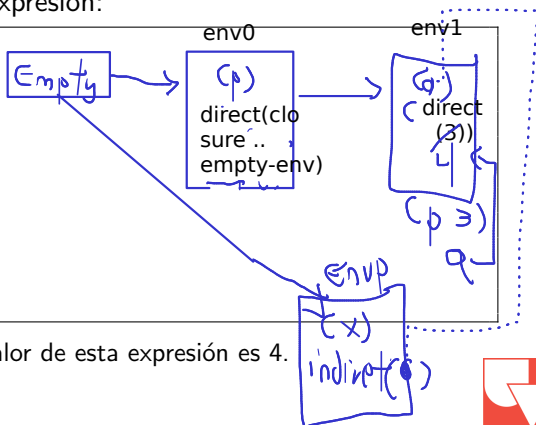 expresión:
env0
env1
Empty
(p)
direct(clo
sure ..
empty-env)
(a)
( direct
(3))
4
(p 3)
a
envp
(x)
indirect( )
alor de esta expresión es 4.